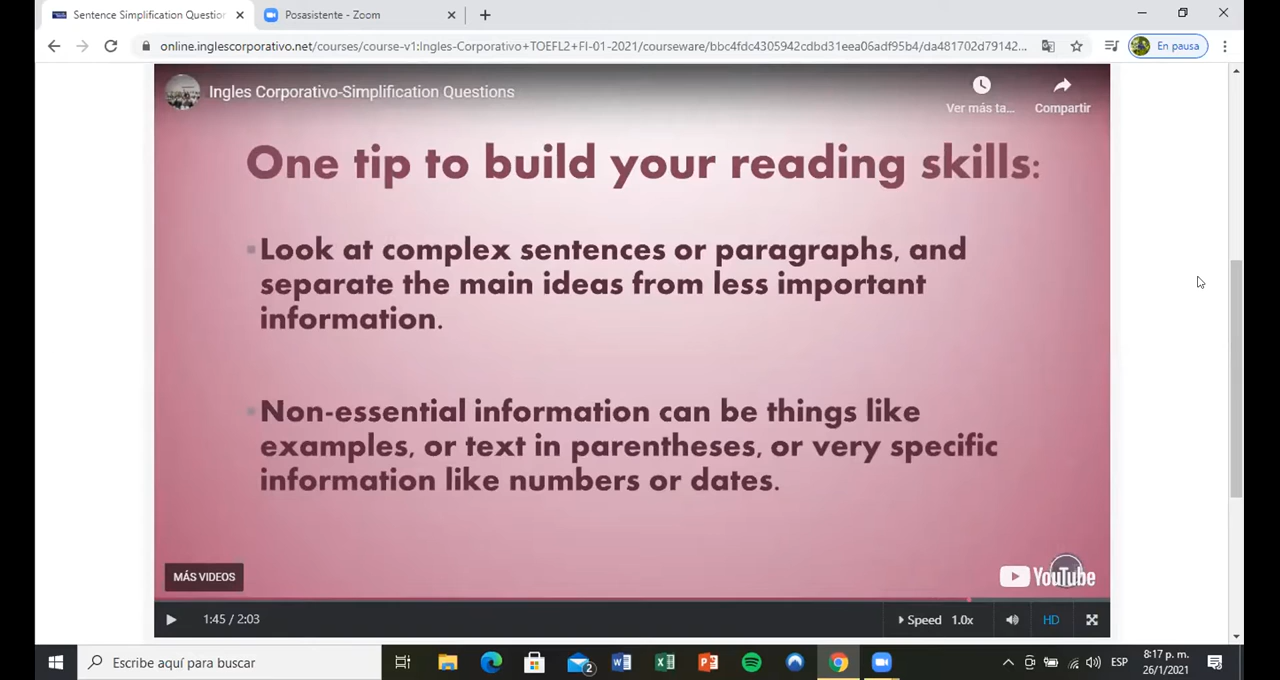 Sentence Simplification Question
Posasistente - Zoom
online.inglescorporativo.net/courses/course-v1:Ingles-Corporativo+TOEFL2+FI-01-2021/courseware/bbc4fdc4305942cdbd31eea06adf95b4/da481702d79142...
En pausa
Ingles Corporativo-Simplification Questions
Ver más ta...
Compartir
One tip to build your reading skills:
Look at complex sentences or paragraphs, and
separate the main ideas from less important
information.
Non-essential information can be things like
examples, or text in parentheses, or very specific
information like numbers or dates.
MÁS VIDEOS
YouTube
1:45 / 2:03
Speed 1.0x
HD
Escribe aquí para buscar
2
ESP
8:17 p. m.
26/1/2021